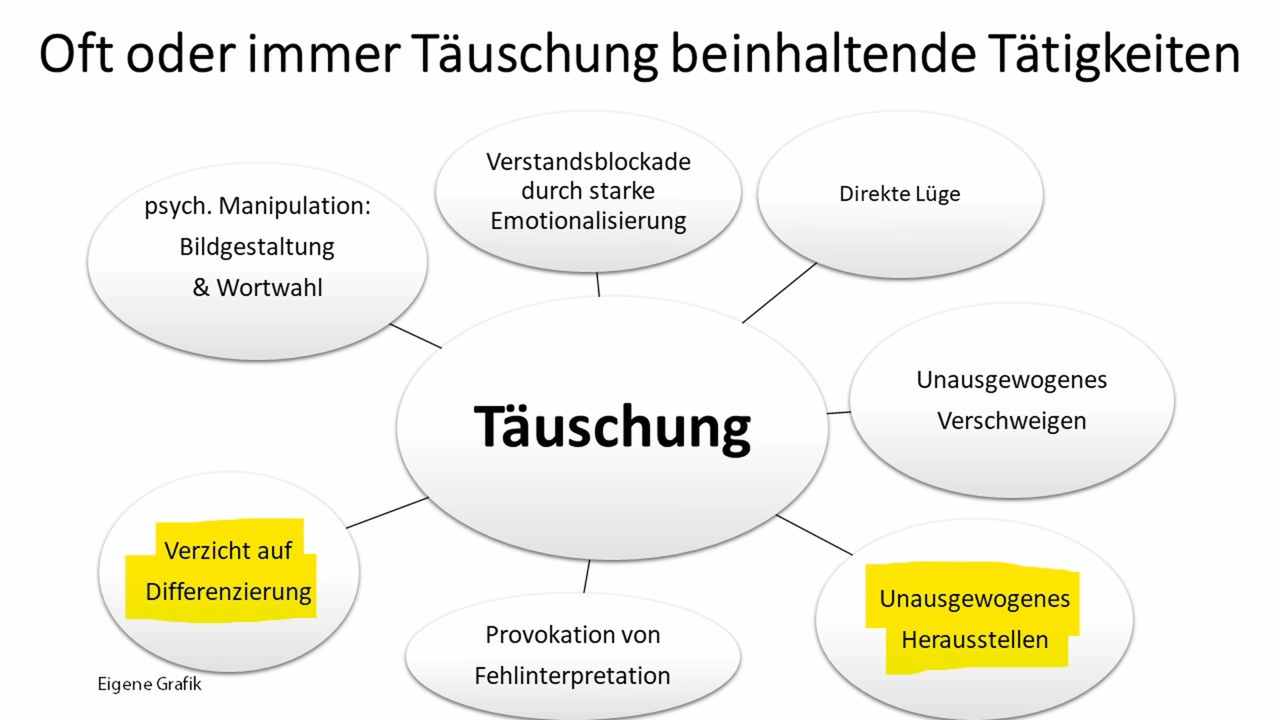 Oft oder immer Täuschung beinhaltende Tätigkeiten
psych. Manipulation:
Bildgestaltung
& Wortwahl
Verstandsblockade
durch starke
Emotionalisierung
Direkte Lüge
Täuschung
Unausgewogenes
Verschweigen
Verzicht auf
Differenzierung
Provokation von
Fehlinterpretation
Unausgewogenes
Herausstellen
Eigene Grafik